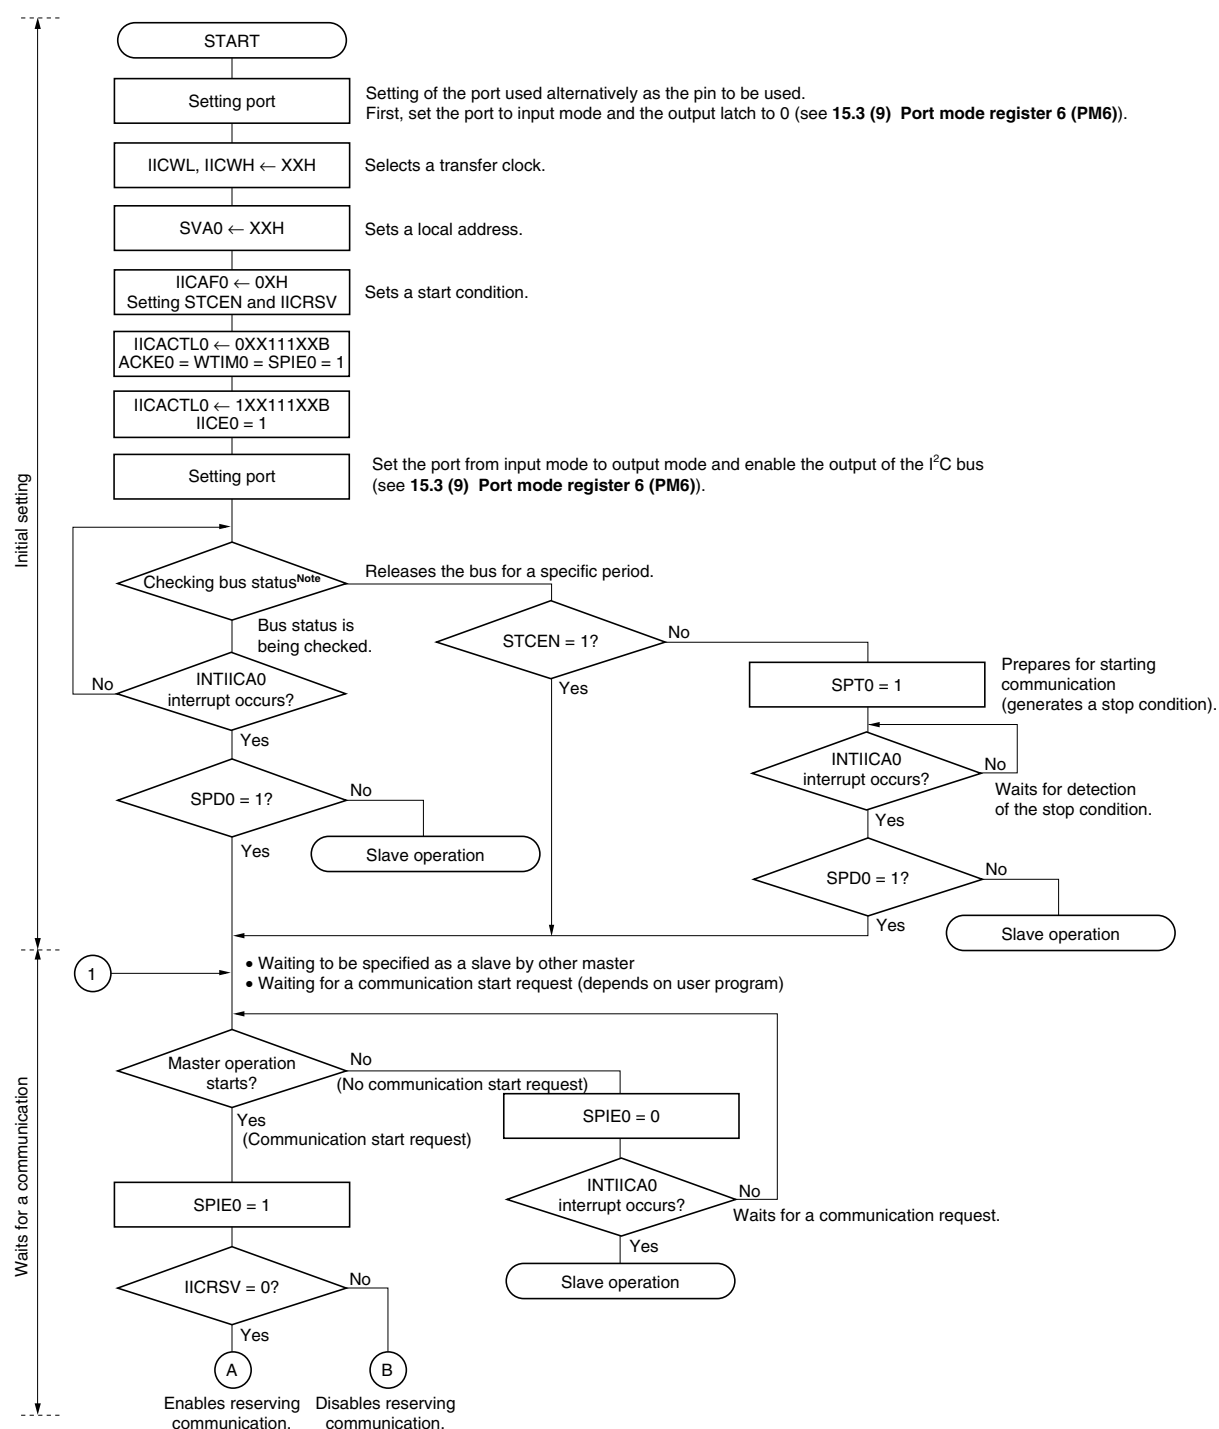 START
Setting port
Setting of the port used alternatively as the pin to be used.
First, set the port to input mode and the output latch to 0 (see 15.3 (9) Port mode register 6 (PM6)).
IICWL, IICWH ← XXH
Selects a transfer clock.
SVA0 ← XXH
Sets a local address.
IICAF0 ← 0XH
Setting STCEN and IICRSV
Sets a start condition.
IICACTL0 ← 0XX111XXB
ACKE0 = WTIM0 = SPIE0 = 1
IICACTL0 ← 1XX111XXB
IICE0 = 1
Setting port
Set the port from input mode to output mode and enable the output of the I²C bus
(see 15.3 (9) Port mode register 6 (PM6)).
Initial setting
Checking bus statusNote
Releases the bus for a specific period.
Bus status is
being checked.
STCEN = 1?
No
Yes
INTIICA0
interrupt occurs?
No
Yes
SPT0 = 1
Prepares for starting
communication
(generates a stop condition).
INTIICA0
interrupt occurs?
No
Waits for detection
of the stop condition.
Yes
SPD0 = 1?
No
Yes
Slave operation
SPD0 = 1?
No
Yes
Slave operation
1
• Waiting to be specified as a slave by other master
• Waiting for a communication start request (depends on user program)
Waits for a communication
Master operation
starts?
No
(No communication start request)
Yes
(Communication start request)
SPIE0 = 0
INTIICA0
interrupt occurs?
No
Waits for a communication request.
Yes
Slave operation
SPIE0 = 1
IICRSV = 0?
No
Yes
A
B
Enables reserving
communication.
Disables reserving
communication.